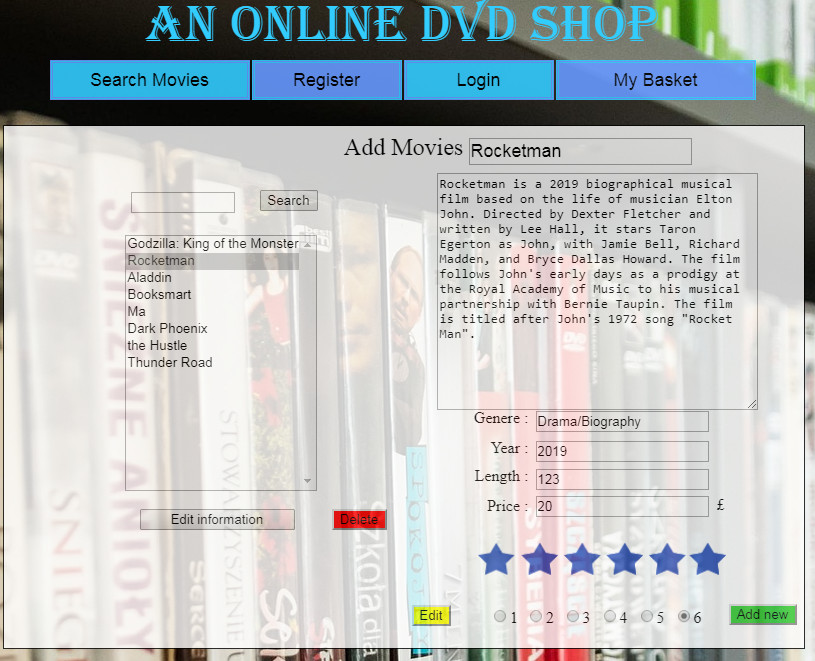 AN ONLINE DVD SHOP
Search Movies Register Login My Basket
Add Movies Rocketman
Search
Godzilla: King of the Monster
Rocketman
Aladdin
Booksmart
Ma
Dark Phoenix
the Hustle
Thunder Road
Edit information Delete
Rocketman is a 2019 biographical musical
film based on the life of musician Elton
John. Directed by Dexter Fletcher and
written by Lee Hall, it stars Taron
Egerton as John, with Jamie Bell, Richard
Madden, and Bryce Dallas Howard. The film
follows John's early days as a prodigy at
the Royal Academy of Music to his musical
partnership with Bernie Taupin. The film
is titled after John's 1972 song "Rocket
Man".
Genere : Drama/Biography
Year : 2019
Length : 123
Price : 20 £
Edit 1 2 3 4 5 6 Add new
ŚNIEŻNE ANIOŁY